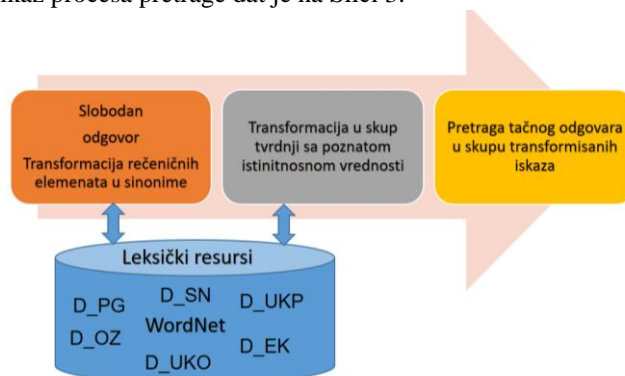 procesa pretrage dat je na Slici 3.
Slobodan
odgovor
Transformacija rečeničnih
elemenata u sinonime
Transformacija u skup
tvrdnji sa poznatom
istinitnosnom vrednosti
Pretraga tačnog odgovara
u skupu transformisanih
iskaza
Leksički resursi
D_PG
D_SN
D_UKP
WordNet
D_OZ
D_EK
D_UKO